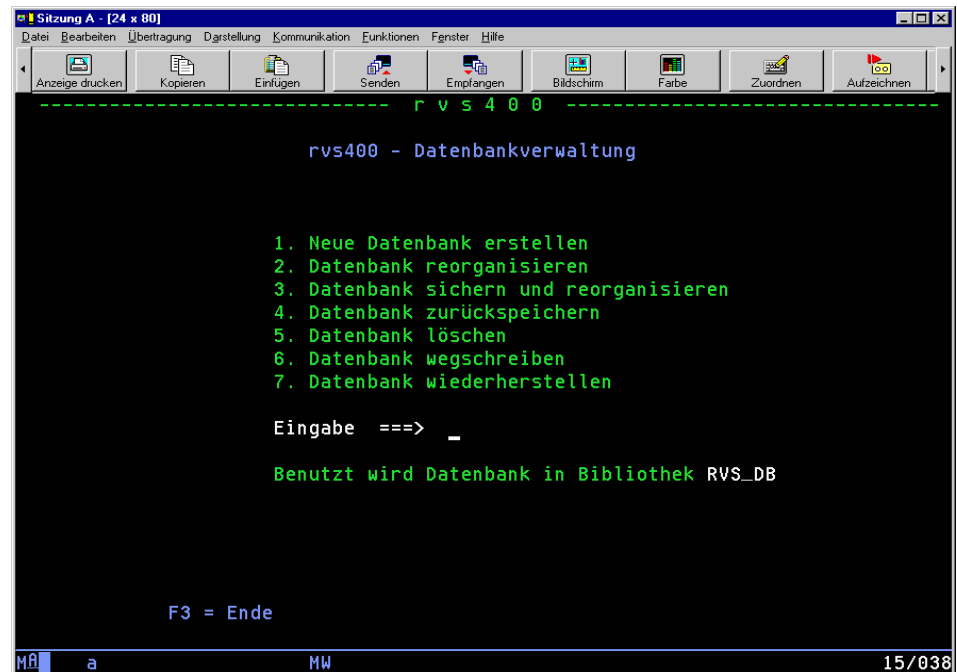 Sitzung A - [24 x 80]
Datei Bearbeiten Übertragung Darstellung Kommunikation Funktionen Fenster Hilfe
Anzeige drucken Kopieren Einfügen Senden Empfangen Bildschirm Farbe Zuordnen Aufzeichnen
------------------------------ r v s 4 0 0 --------------------------------
rvs400 - Datenbankverwaltung
1. Neue Datenbank erstellen
2. Datenbank reorganisieren
3. Datenbank sichern und reorganisieren
4. Datenbank zurückspeichern
5. Datenbank löschen
6. Datenbank wegschreiben
7. Datenbank wiederherstellen
Eingabe ===> _
Benutzt wird Datenbank in Bibliothek RVS_DB
F3 = Ende
MA a MW 15/038